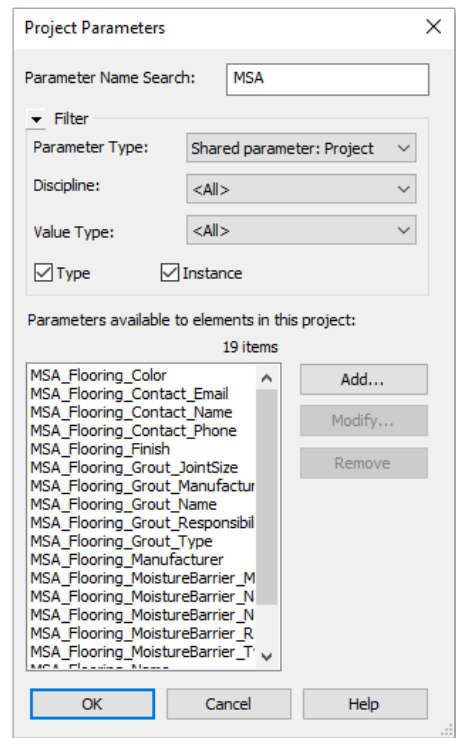 Project Parameters
Parameter Name Search: MSA
Filter
Parameter Type: Shared parameter: Project
Discipline: <All>
Value Type: <All>
Type Instance
Parameters available to elements in this project:
19 items
MSA_Flooring_Color
MSA_Flooring_Contact_Email
MSA_Flooring_Contact_Name
MSA_Flooring_Contact_Phone
MSA_Flooring_Finish
MSA_Flooring_Grout_JointSize
MSA_Flooring_Grout_Manufactur
MSA_Flooring_Grout_Name
MSA_Flooring_Grout_Responsibil
MSA_Flooring_Grout_Type
MSA_Flooring_Manufacturer
MSA_Flooring_MoistureBarrier_M
MSA_Flooring_MoistureBarrier_N
MSA_Flooring_MoistureBarrier_N
MSA_Flooring_MoistureBarrier_R
MSA_Flooring_MoistureBarrier_T
MSA_Flooring_Name
Add...
Modify...
Remove
OK Cancel Help